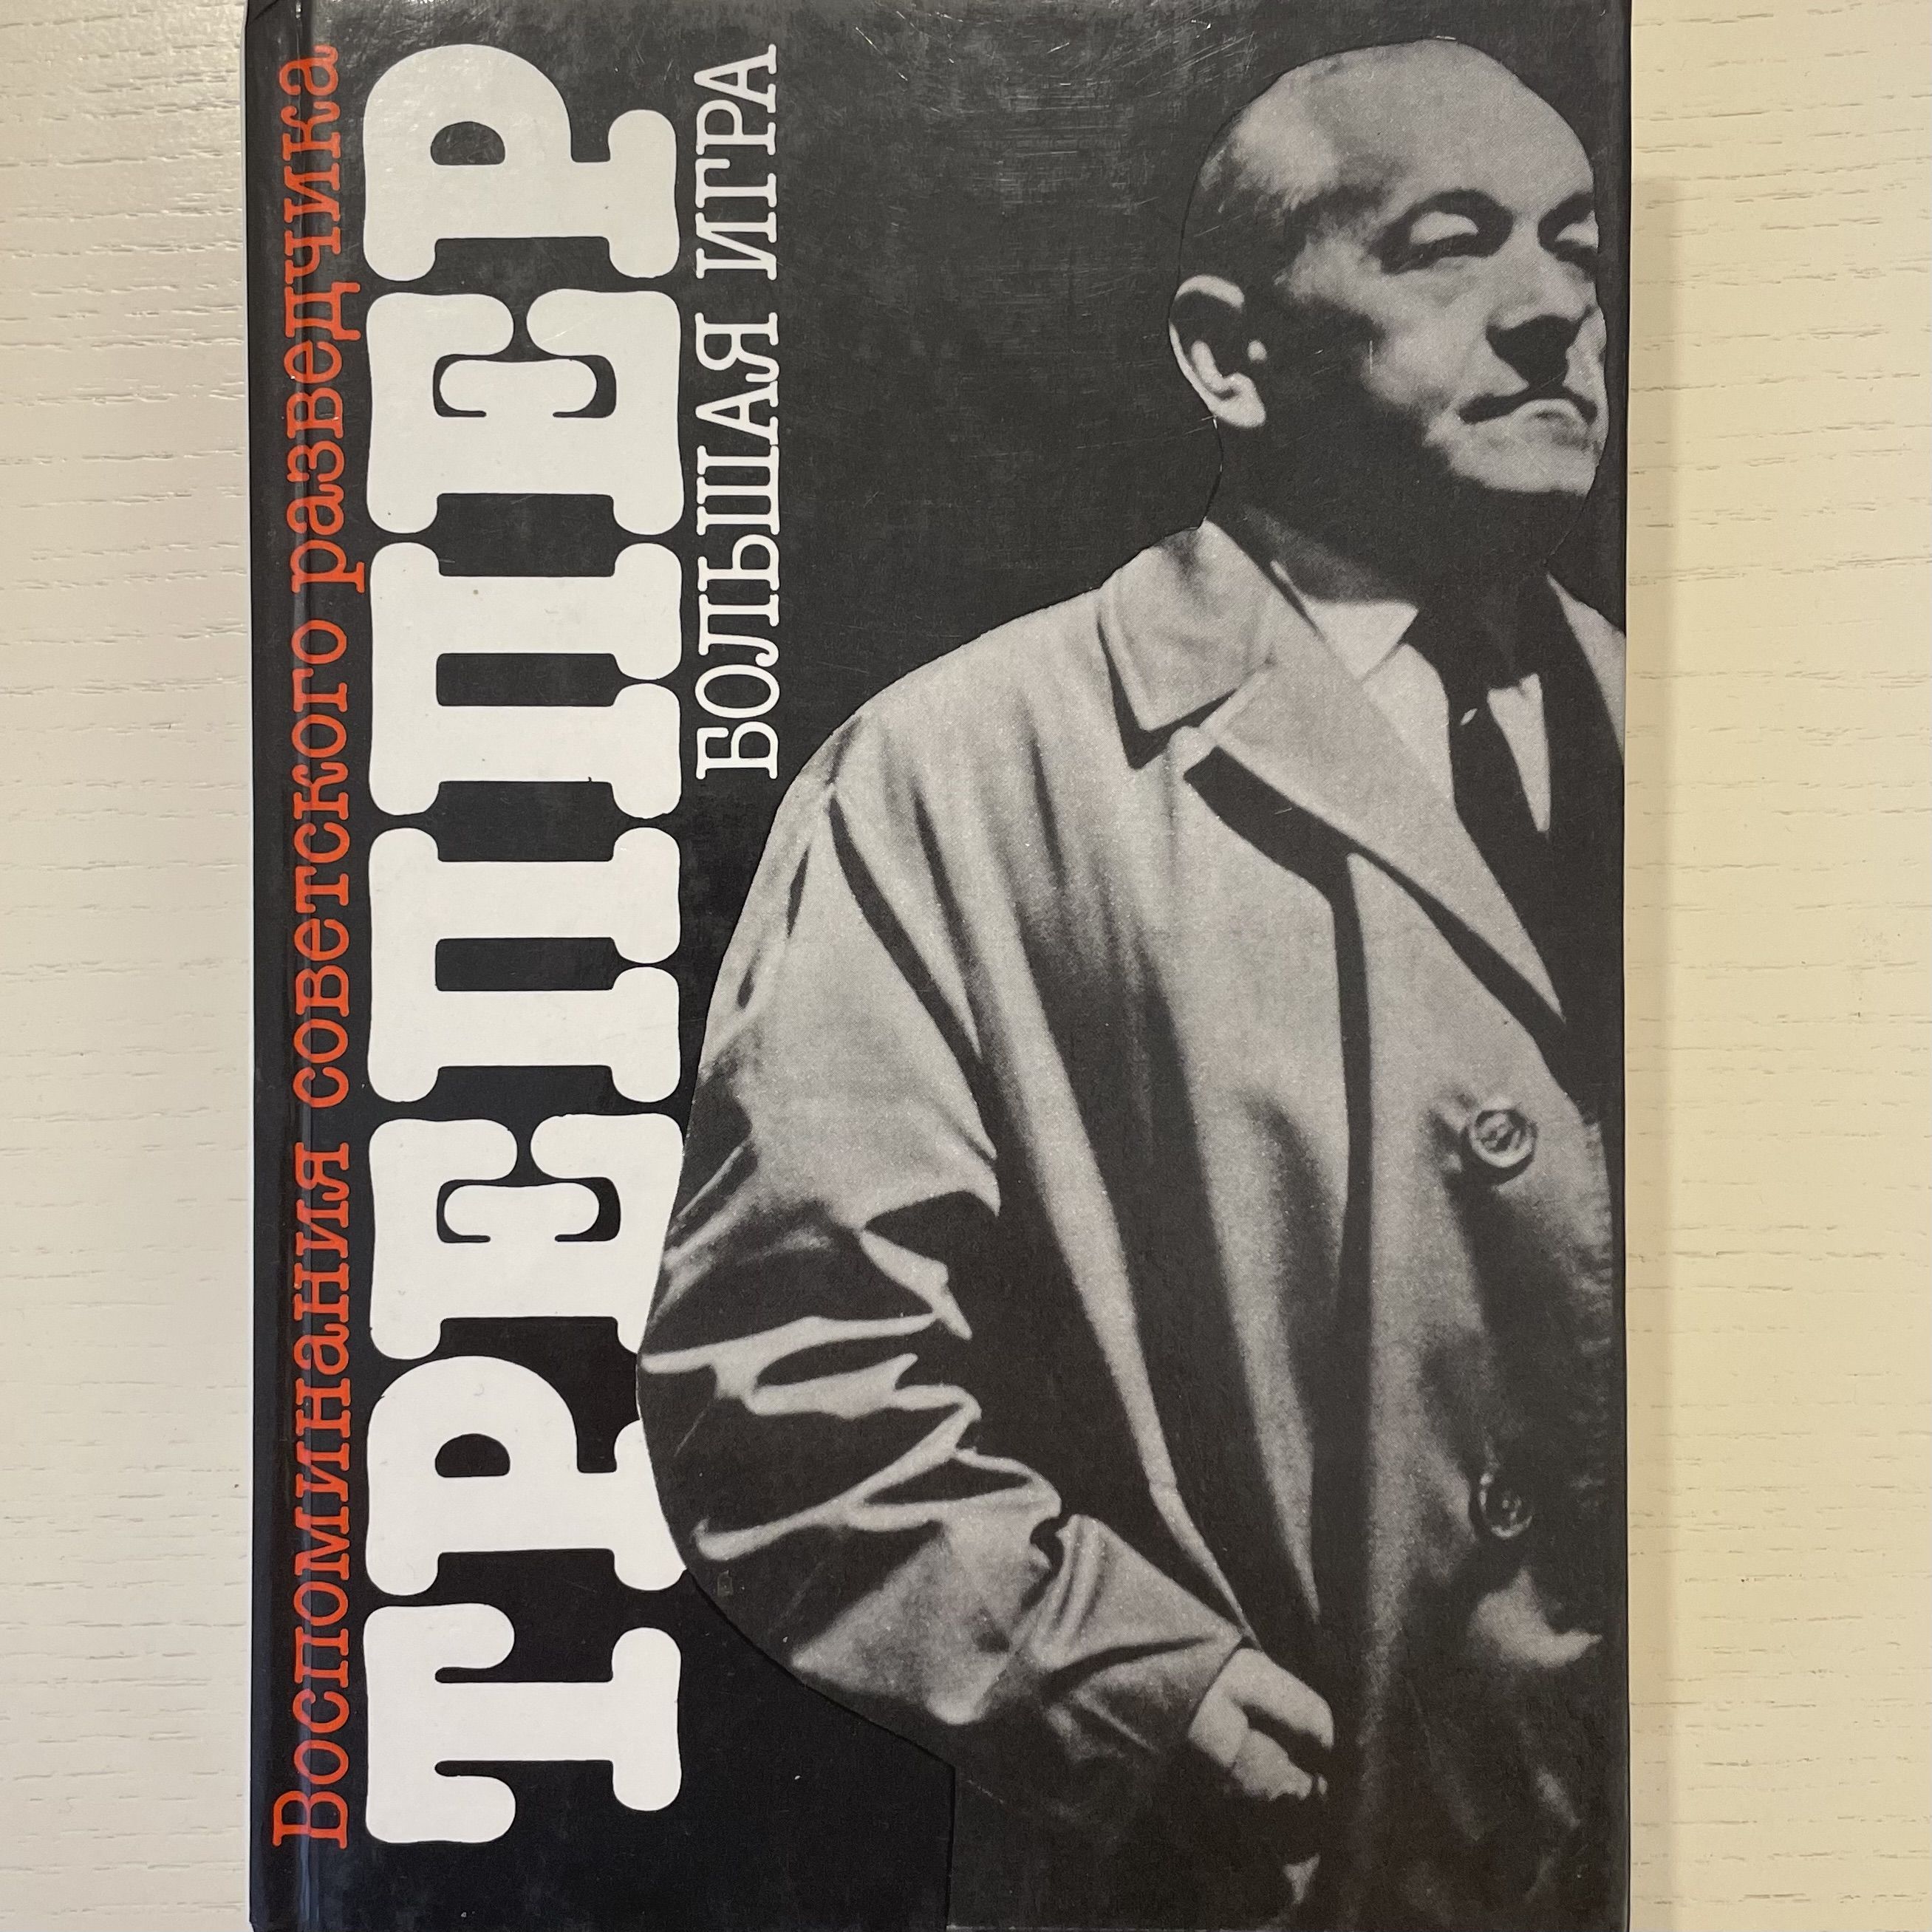 Воспоминания советского разведчика
ТРЕППЕР
БОЛЬШАЯ ИГРА